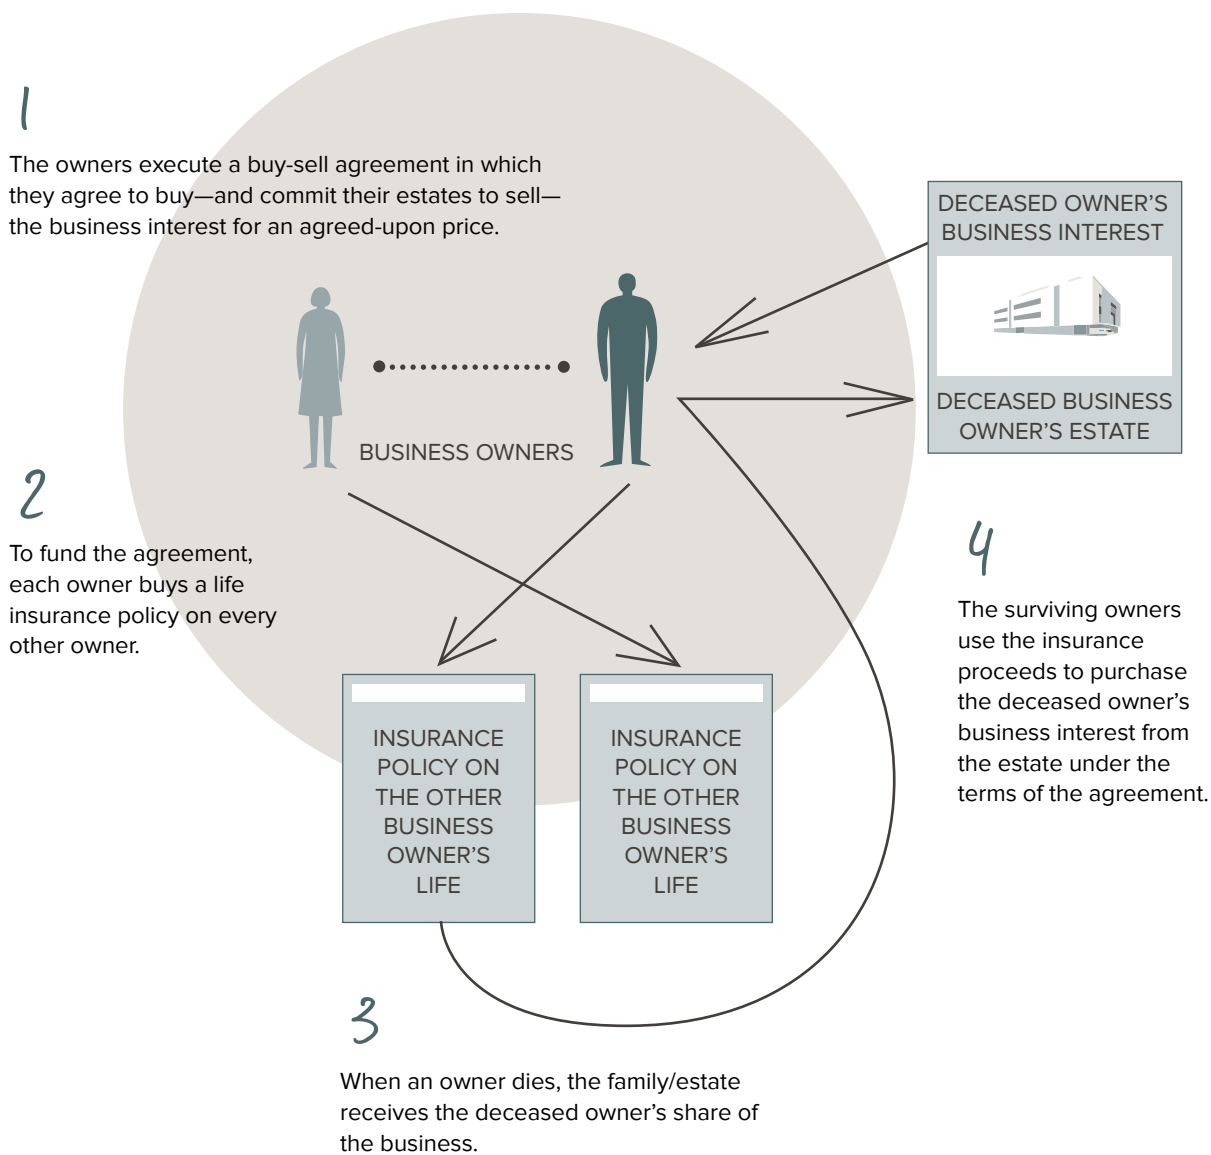 1
The owners execute a buy-sell agreement in which
they agree to buy—and commit their estates to sell—
the business interest for an agreed-upon price.
DECEASED OWNER’S
BUSINESS INTEREST
DECEASED BUSINESS
OWNER’S ESTATE
BUSINESS OWNERS
2
To fund the agreement,
each owner buys a life
insurance policy on every
other owner.
4
The surviving owners
use the insurance
proceeds to purchase
the deceased owner’s
business interest from
the estate under the
terms of the agreement.
INSURANCE
POLICY ON
THE OTHER
BUSINESS
OWNER’S
LIFE
INSURANCE
POLICY ON
THE OTHER
BUSINESS
OWNER’S
LIFE
3
When an owner dies, the family/estate
receives the deceased owner’s share of
the business.